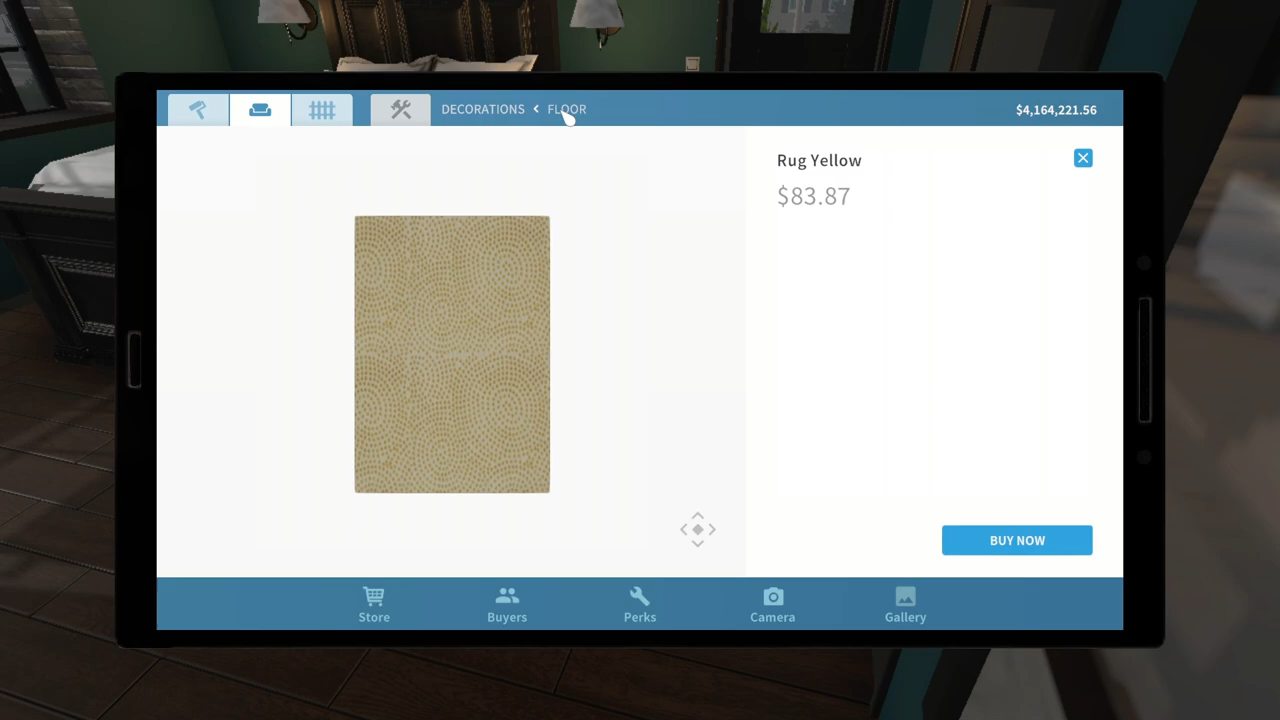 DECORATIONS < FLOOR
$4,164,221.56
Rug Yellow
$83.87
BUY NOW
Store
Buyers
Perks
Camera
Gallery